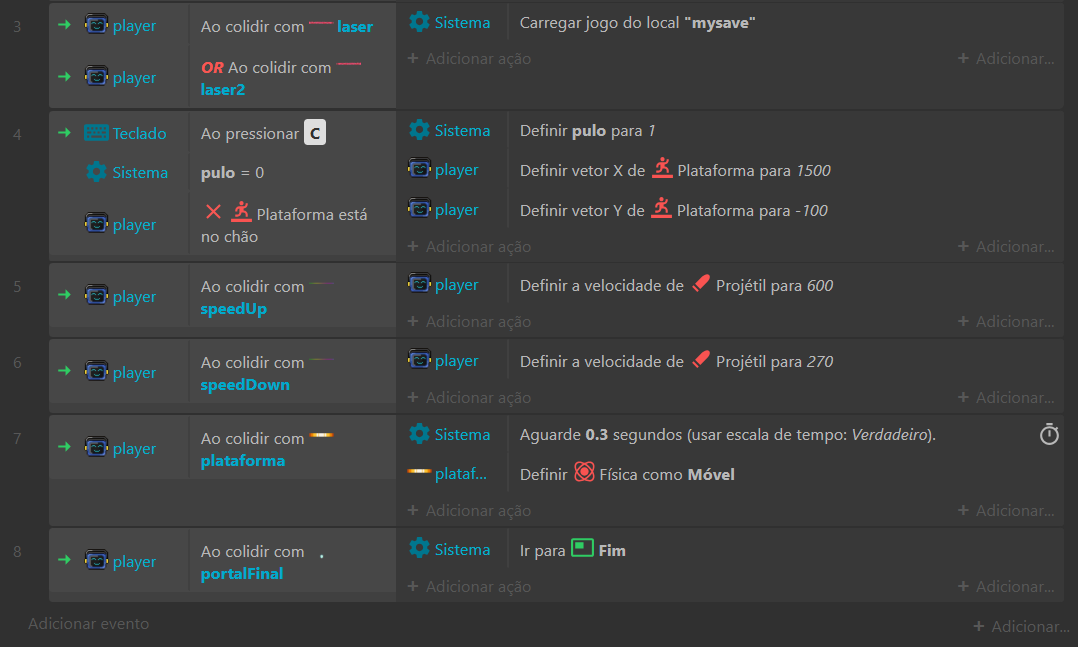 3
player
Ao colidir com laser
Sistema
Carregar jogo do local "mysave"
player
OR Ao colidir com
laser2
+ Adicionar ação
+ Adicionar...
4
Teclado
Ao pressionar C
Sistema
Definir pulo para 1
Sistema
pulo = 0
player
Definir vetor X de Plataforma para 1500
player
Plataforma está
no chão
player
Definir vetor Y de Plataforma para -100
+ Adicionar ação
+ Adicionar...
5
player
Ao colidir com
speedUp
player
Definir a velocidade de Projétil para 600
+ Adicionar ação
+ Adicionar...
6
player
Ao colidir com
speedDown
player
Definir a velocidade de Projétil para 270
+ Adicionar ação
+ Adicionar...
7
player
Ao colidir com
plataforma
Sistema
Aguarde 0.3 segundos (usar escala de tempo: Verdadeiro).
plataf...
Definir Física como Móvel
+ Adicionar ação
+ Adicionar...
8
player
Ao colidir com
portalFinal
Sistema
Ir para Fim
+ Adicionar ação
+ Adicionar...
Adicionar evento
+ Adicionar...